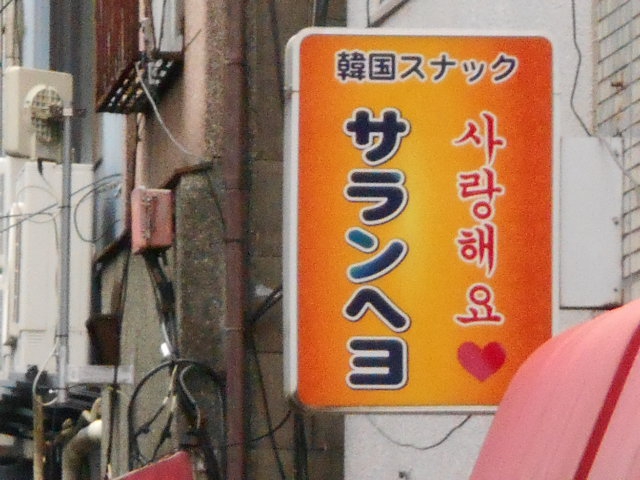 韓国スナック
サランヘヨ
사랑해요